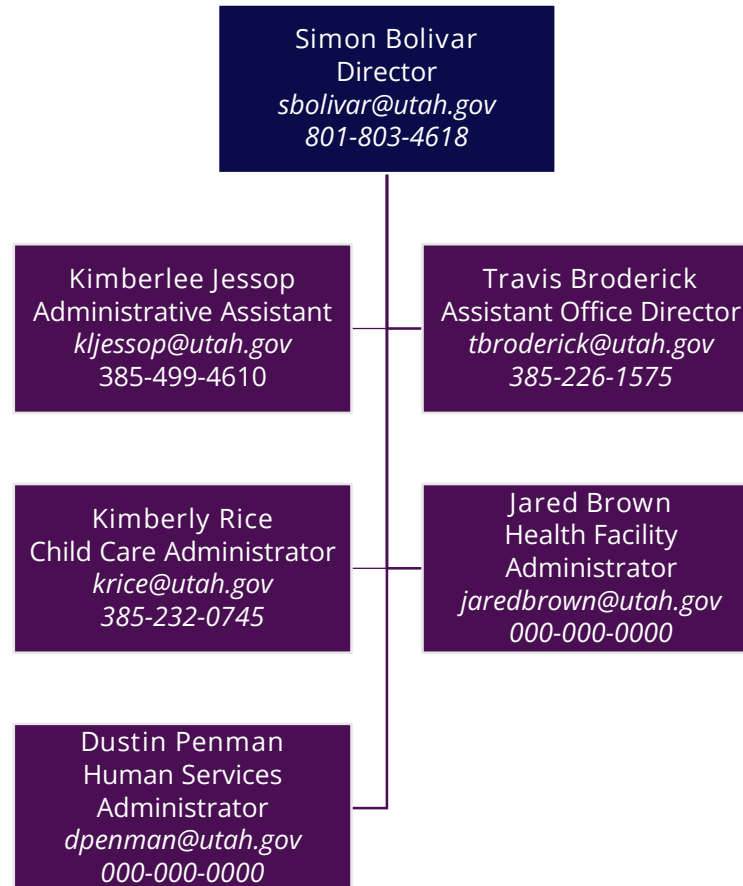 Simon Bolivar
Director
sbolivar@utah.gov
801-803-4618
Kimberlee Jessop
Administrative Assistant
kljessop@utah.gov
385-499-4610
Travis Broderick
Assistant Office Director
tbroderick@utah.gov
385-226-1575
Kimberly Rice
Child Care Administrator
krice@utah.gov
385-232-0745
Jared Brown
Health Facility
Administrator
jaredbrown@utah.gov
000-000-0000
Dustin Penman
Human Services
Administrator
dpenman@utah.gov
000-000-0000